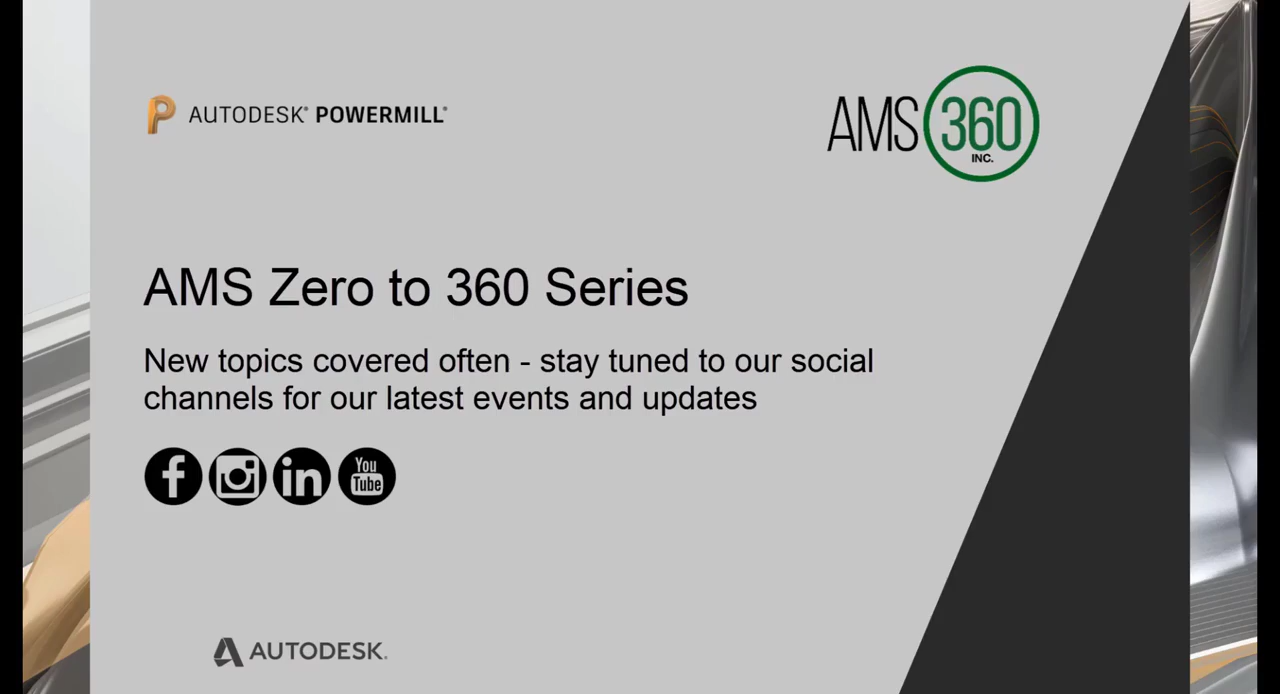 AUTODESK® POWERMILL®
AMS 360 INC.
AMS Zero to 360 Series
New topics covered often - stay tuned to our social
channels for our latest events and updates
f in You Tube
AUTODESK.